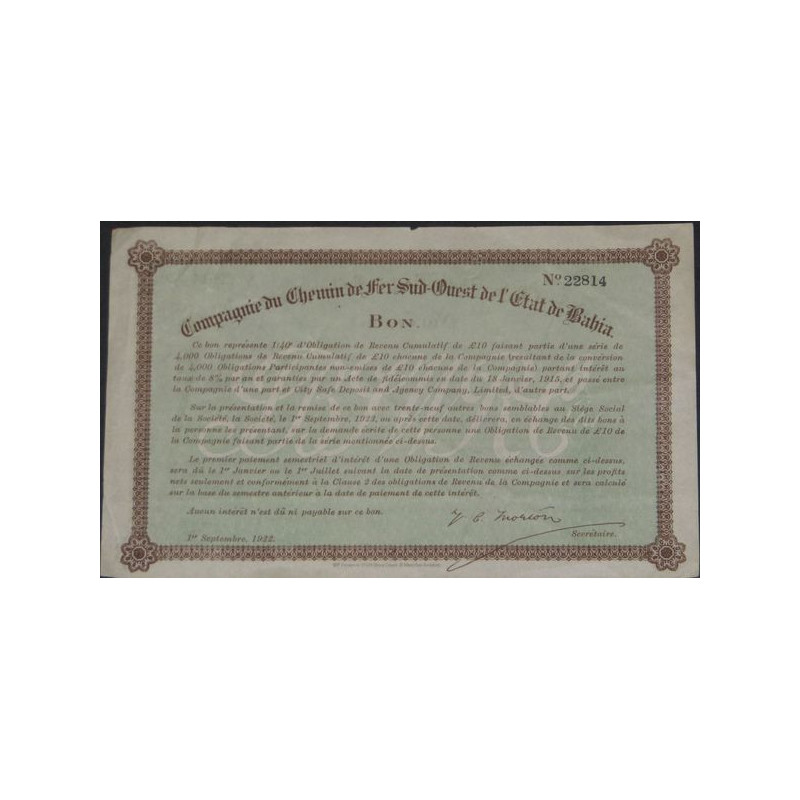 Nº 22814
Compagnie du Chemin de Fer Sud-Ouest de l'Etat de Bahia.
BON.
Ce bon représente 1/40e d'Obligation de Revenu Cumulatif de £10 faisant partie d'une série de
4,000 Obligations de Revenu Cumulatif de £10 chacune de la Compagnie (resultant de la conversion
de 4,000 Obligations Participantes non-emises de £10 chacune de la Compagnie) portant intérêt au
taux de 8% par an et garanties par un Acte de fidéicommis en date du 18 Janvier, 1915, et passé entre
la Compagnie d'une part et City Safe Deposit and Agency Company, Limited, d'autre part.
Sur la présentation et la remise de ce bon avec trente-neuf autres bons semblables au Siège Social
de la Société, la Société, le 1er Septembre, 1922, ou après cette date, délivrera, en échange des dits bons à
la personne les présentant, sur la demande écrite de cette personne une Obligation de Revenu de £10 de
la Compagnie faisant partie de la série mentionnée ci-dessus.
Le premier paiement semestriel d'intérêt d'une Obligation de Revenu échangée comme ci-dessus,
sera dû le 1er Janvier ou le 1er Juillet suivant la date de présentation comme ci-dessus sur les profits
nets seulement et conformément à la Clause 2 des obligations de Revenu de la Compagnie et sera calculé
sur la base du semestre antérieur à la date de paiement de cette intérêt.
Aucun intérêt n'est dû ni payable sur ce bon.
1er Septembre, 1922.
Secrétaire.